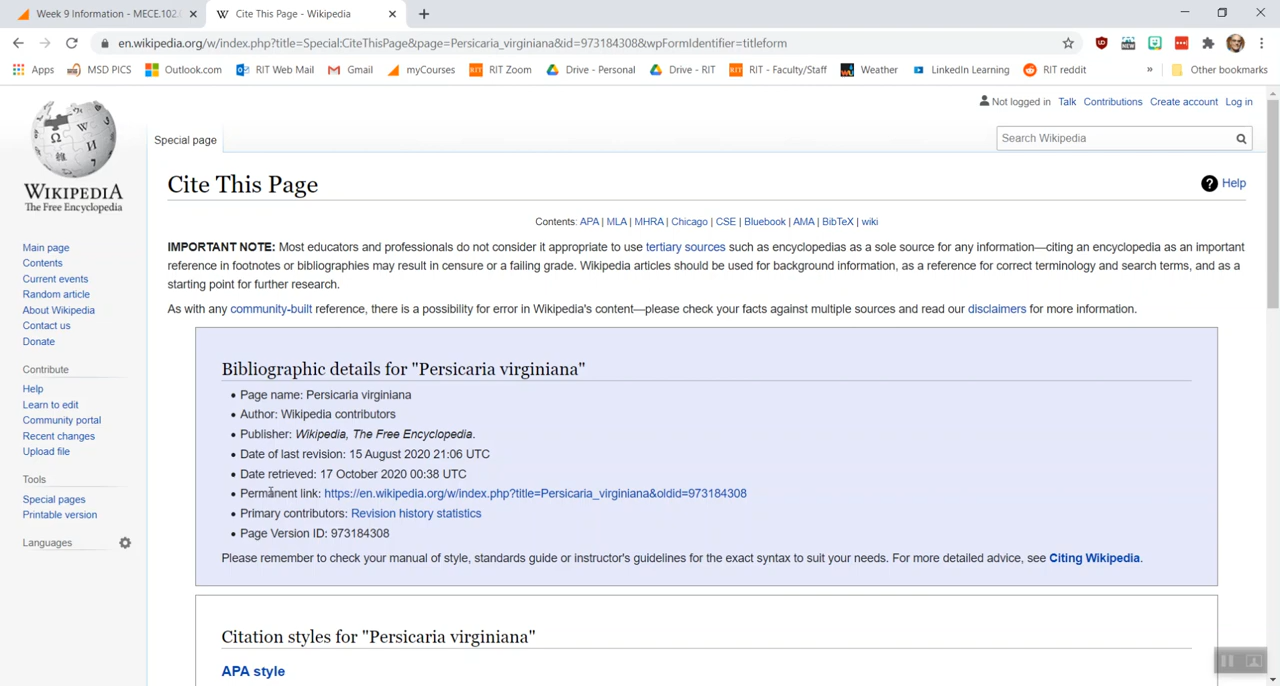 Week 9 Information - MECE.102.
Cite This Page - Wikipedia
en.wikipedia.org/w/index.php?title=Special:CiteThisPage&page=Persicaria_virginiana&id=973184308&wpFormIdentifier=titleform
Apps MSD PICS Outlook.com RIT Web Mail Gmail myCourses RIT Zoom Drive - Personal Drive - RIT RIT - Faculty/Staff Weather LinkedIn Learning RIT reddit » Other bookmarks
Not logged in Talk Contributions Create account Log in
Special page
Search Wikipedia
WIKIPEDIA
The Free Encyclopedia
Main page
Contents
Current events
Random article
About Wikipedia
Contact us
Donate
Contribute
Help
Learn to edit
Community portal
Recent changes
Upload file
Tools
Special pages
Printable version
Languages
Cite This Page
Help
Contents: APA | MLA | MHRA | Chicago | CSE | Bluebook | AMA | BibTeX | wiki
IMPORTANT NOTE: Most educators and professionals do not consider it appropriate to use tertiary sources such as encyclopedias as a sole source for any information—citing an encyclopedia as an important
reference in footnotes or bibliographies may result in censure or a failing grade. Wikipedia articles should be used for background information, as a reference for correct terminology and search terms, and as a
starting point for further research.
As with any community-built reference, there is a possibility for error in Wikipedia's content—please check your facts against multiple sources and read our disclaimers for more information.
Bibliographic details for "Persicaria virginiana"
• Page name: Persicaria virginiana
• Author: Wikipedia contributors
• Publisher: Wikipedia, The Free Encyclopedia.
• Date of last revision: 15 August 2020 21:06 UTC
• Date retrieved: 17 October 2020 00:38 UTC
• Permanent link: https://en.wikipedia.org/w/index.php?title=Persicaria_virginiana&oldid=973184308
• Primary contributors: Revision history statistics
• Page Version ID: 973184308
Please remember to check your manual of style, standards guide or instructor's guidelines for the exact syntax to suit your needs. For more detailed advice, see Citing Wikipedia.
Citation styles for "Persicaria virginiana"
APA style